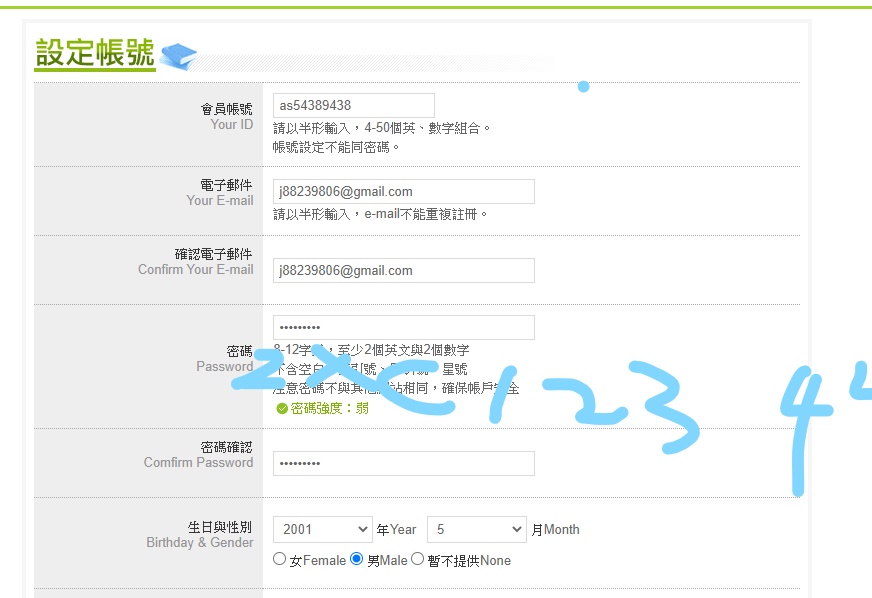 設定帳號
會員帳號
Your ID
as54389438
請以半形輸入,4-50個英、數字組合。
帳號設定不能同密碼。
電子郵件
Your E-mail
j88239806@gmail.com
請以半形輸入,e-mail不能重複註冊。
確認電子郵件
Confirm Your E-mail
j88239806@gmail.com
密碼
Password
•••••••••
8-12字 至少2個英文與2個數字
不含空白 號、 星號
注意密碼不與其他 站相同,確保帳戶安全
密碼強度:弱
zxc123 4
密碼確認
Comfirm Password
•••••••••
生日與性別
Birthday & Gender
2001 年Year 5 月Month
女Female 男Male 暫不提供None